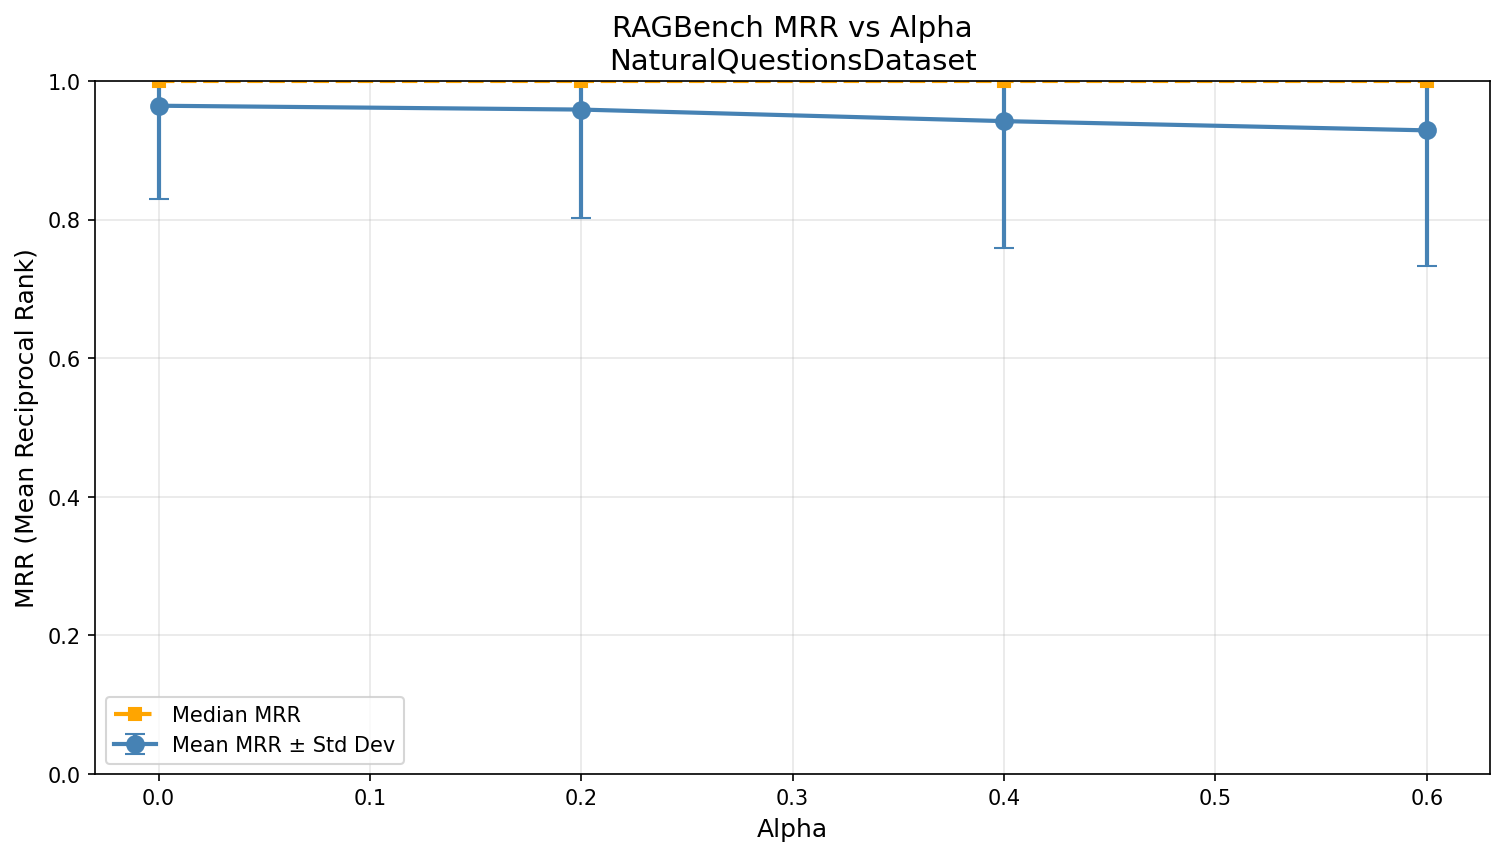 RAGBench MRR vs Alpha
NaturalQuestionsDataset
MRR (Mean Reciprocal Rank)
1.0
0.8
0.6
0.4
0.2
0.0
Median MRR
Mean MRR ± Std Dev
0.0 0.1 0.2 0.3 0.4 0.5 0.6
Alpha